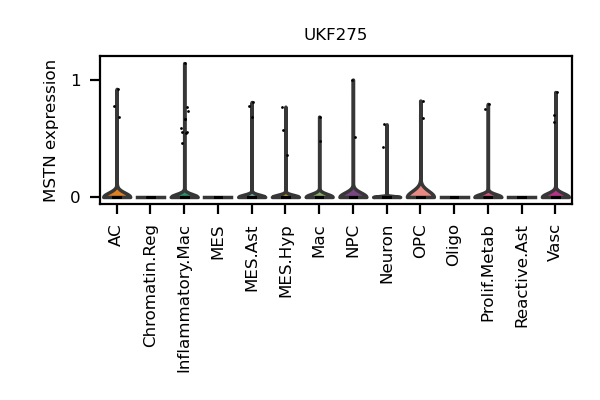 UKF275
MSTN expression
1
0
AC
Chromatin.Reg
Inflammatory.Mac
MES
MES.Ast
MES.Hyp
Mac
NPC
Neuron
OPC
Oligo
Prolif.Metab
Reactive.Ast
Vasc